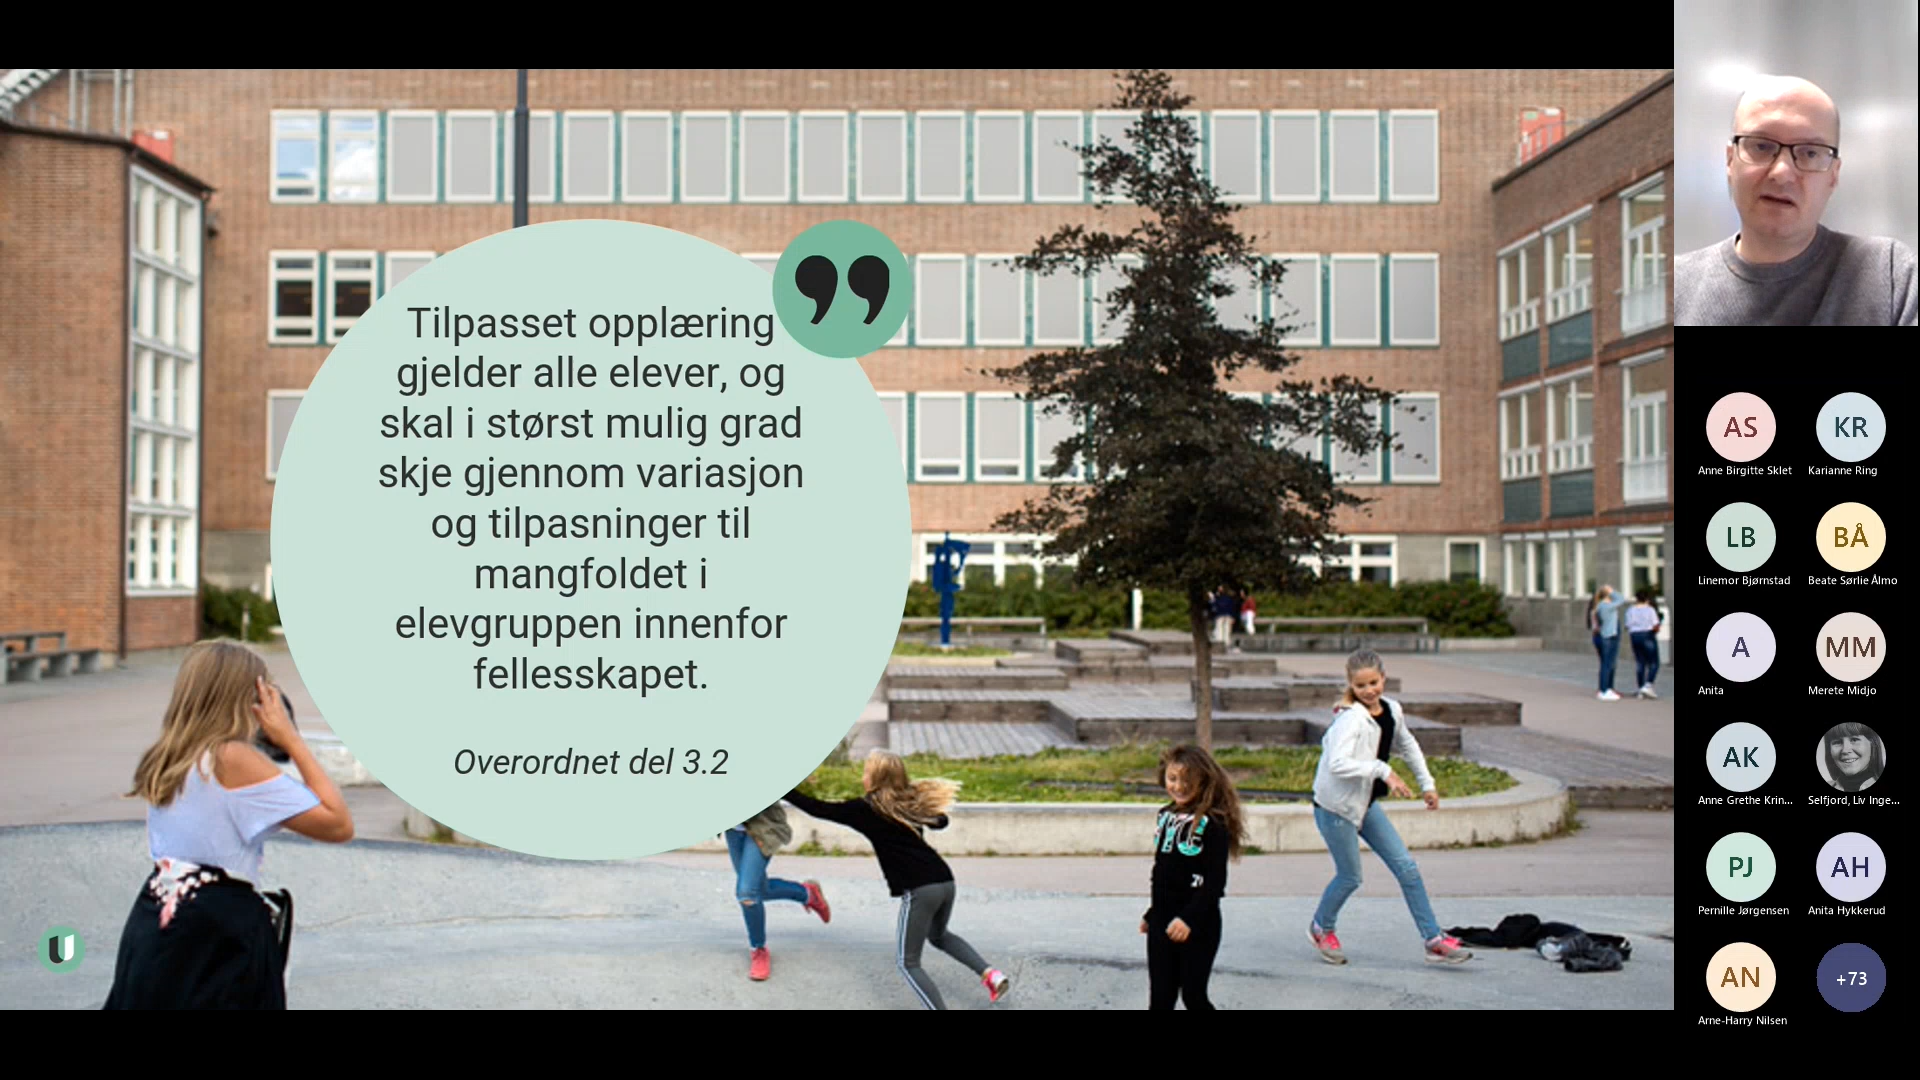 Tilpasset opplæring
gjelder alle elever, og
skal i størst mulig grad
skje gjennom variasjon
og tilpasninger til
mangfoldet i
elevgruppen innenfor
fellesskapet.
Overordnet del 3.2
AS
Anne Birgitte Sklet
KR
Karianne Ring
LB
Linemor Bjørnstad
BÅ
Beate Sørlie Ålmo
A
Anita
MM
Merete Midjo
AK
Anne Grethe Krin...
Selfjord, Liv Inge...
PJ
Pernille Jørgensen
AH
Anita Hykkerud
AN
Arne-Harry Nilsen
+73